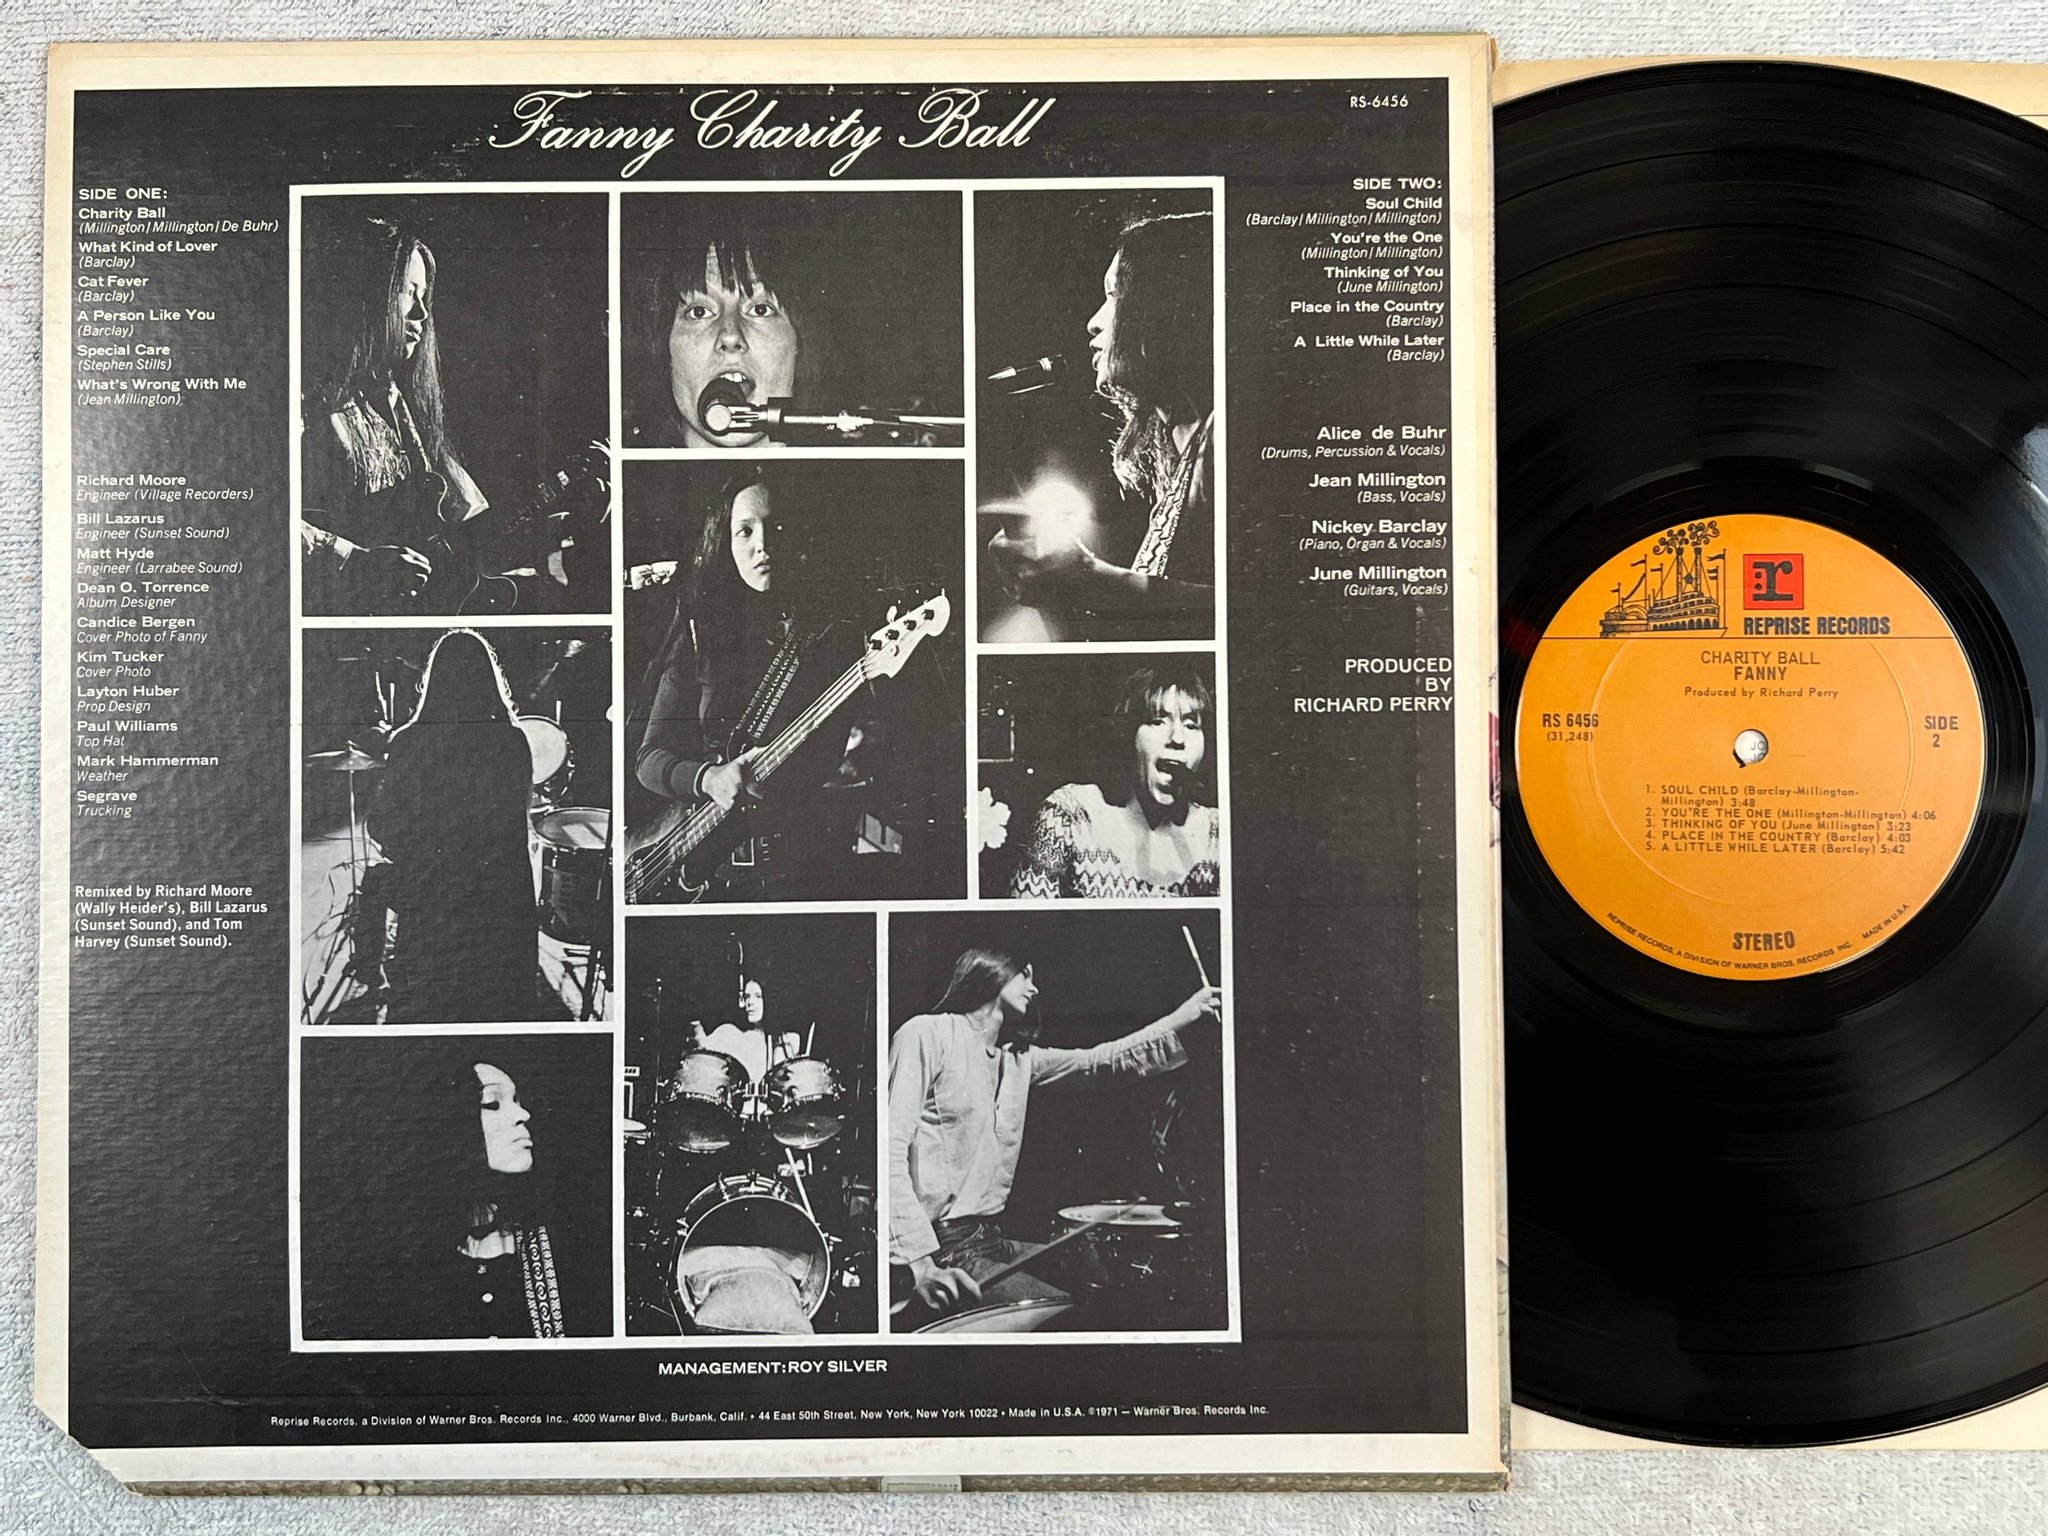 Fanny Charity Ball
RS-6456
SIDE ONE:
Charity Ball
(Millington/Millington/De Buhr)
What Kind of Lover
(Barclay)
Cat Fever
(Barclay)
A Person Like You
(Barclay)
Special Care
(Stephen Stills)
What's Wrong With Me
(Jean Millington)
Richard Moore
Engineer (Village Recorders)
Bill Lazarus
Engineer (Sunset Sound)
Matt Hyde
Engineer (Larrabee Sound)
Dean O. Torrence
Album Designer
Candice Bergen
Cover Photo of Fanny
Kim Tucker
Cover Photo
Layton Huber
Prop Design
Paul Williams
Top Hat
Mark Hammerman
Weather
Segrave
Trucking
Remixed by Richard Moore
(Wally Heider's), Bill Lazarus
(Sunset Sound), and Tom
Harvey (Sunset Sound).
SIDE TWO:
Soul Child
(Barclay/Millington/Millington)
You're the One
(Millington/Millington)
Thinking of You
(June Millington)
Place in the Country
(Barclay)
A Little While Later
(Barclay)
Alice de Buhr
(Drums, Percussion & Vocals)
Jean Millington
(Bass, Vocals)
Nickey Barclay
(Piano, Organ & Vocals)
June Millington
(Guitars, Vocals)
PRODUCED
BY
RICHARD PERRY
MANAGEMENT: ROY SILVER
Reprise Records, a Division of Warner Bros. Records Inc., 4000 Warner Blvd., Burbank, Calif. • 44 East 50th Street, New York, New York 10022 • Made in U.S.A. ©1971 — Warner Bros. Records Inc.
r
REPRISE RECORDS
CHARITY BALL
FANNY
Produced by Richard Perry
RS 6456
(31,248)
SIDE
2
JO
1. SOUL CHILD (Barclay-Millington-
Millington) 3:48
2. YOU'RE THE ONE (Millington-Millington) 4:06
3. THINKING OF YOU (June Millington) 3:23
4. PLACE IN THE COUNTRY (Barclay) 4:03
5. A LITTLE WHILE LATER (Barclay) 5:42
STEREO
REPRISE RECORDS, A DIVISION OF WARNER BROS. RECORDS INC. MADE IN U.S.A.